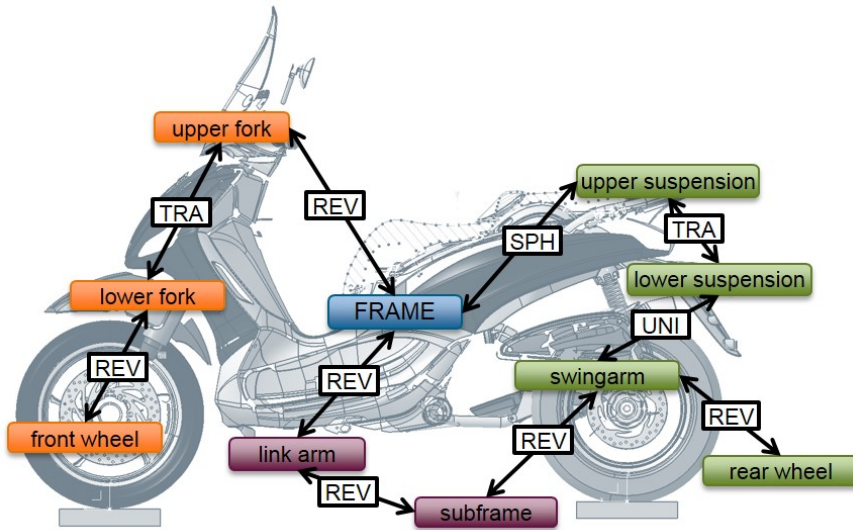 upper fork
upper suspension
TRA
REV
SPH
TRA
lower fork
lower suspension
FRAME
UNI
REV
REV
swingarm
REV
front wheel
REV
link arm
rear wheel
REV
subframe